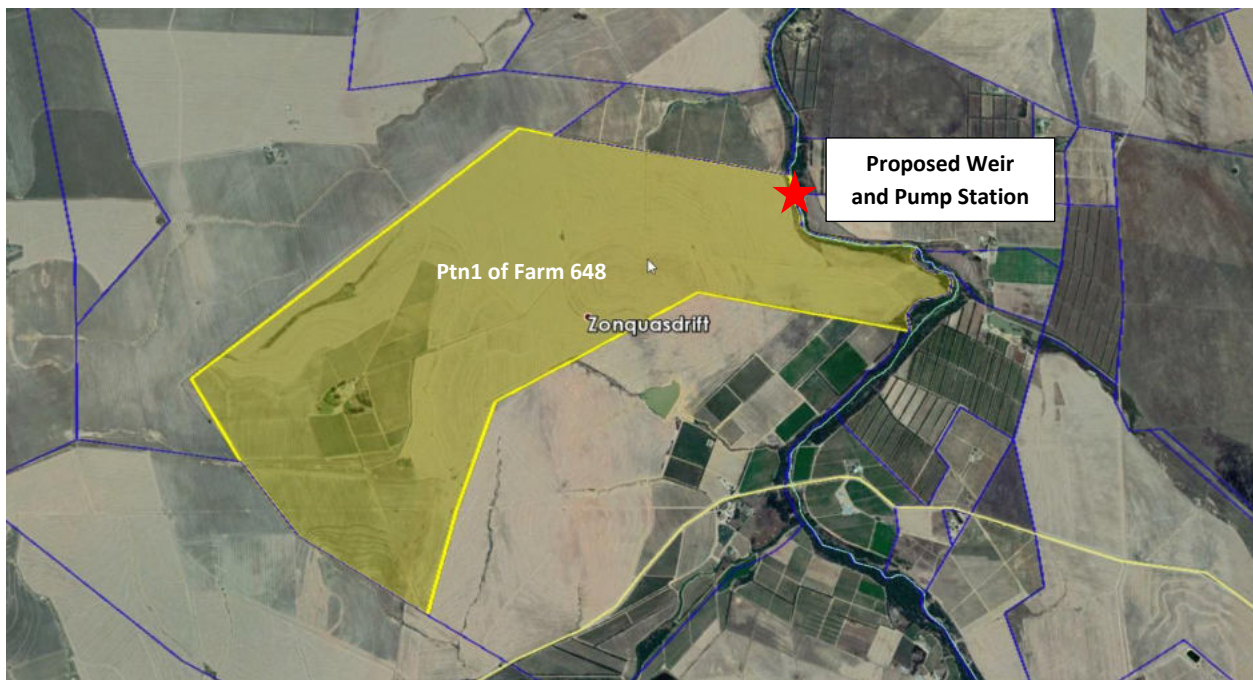 Proposed Weir
and Pump Station
Ptn1 of Farm 648
Zonquasdrift